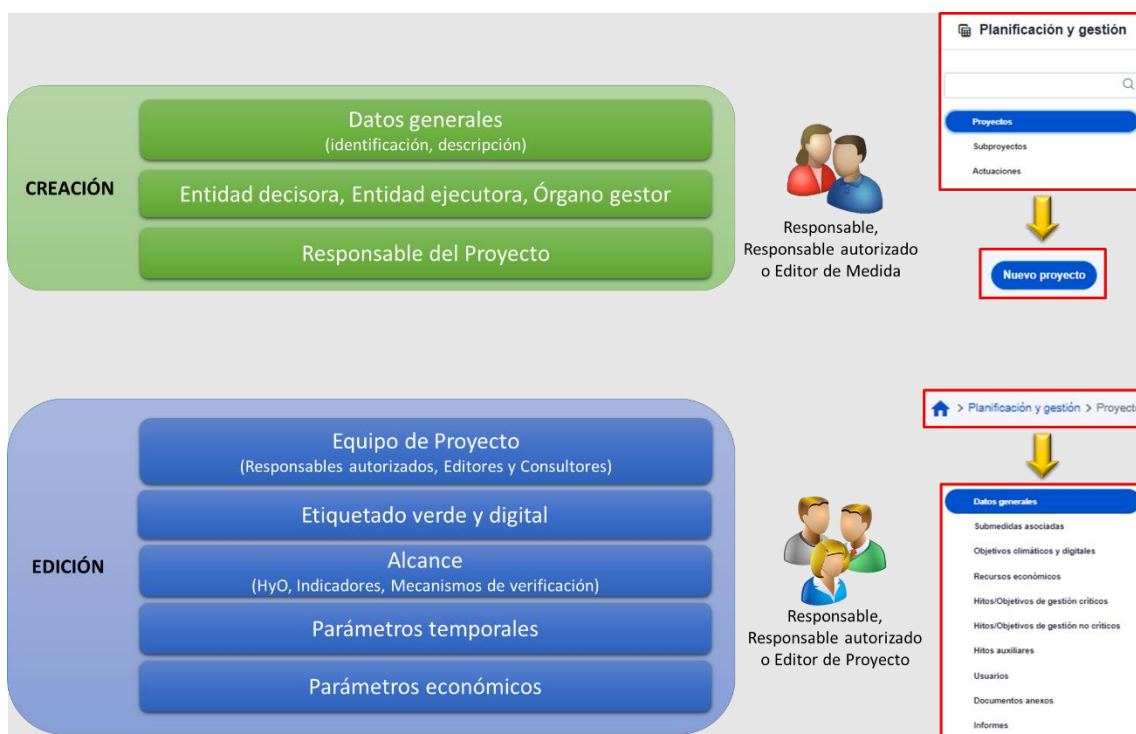 CREACIÓN
Datos generales
(identificación, descripción)
Entidad decisora, Entidad ejecutora, Órgano gestor
Responsable del Proyecto
Responsable,
Responsable autorizado
o Editor de Medida
Planificación y gestión
Proyectos
Subproyectos
Actuaciones
Nuevo proyecto
EDICIÓN
Equipo de Proyecto
(Responsables autorizados, Editores y Consultores)
Etiquetado verde y digital
Alcance
(HyO, Indicadores, Mecanismos de verificación)
Parámetros temporales
Parámetros económicos
Responsable,
Responsable autorizado
o Editor de Proyecto
> Planificación y gestión > Proyecto
Datos generales
Submedidas asociadas
Objetivos climáticos y digitales
Recursos económicos
Hitos/Objetivos de gestión críticos
Hitos/Objetivos de gestión no críticos
Hitos auxiliares
Usuarios
Documentos anexos
Informes